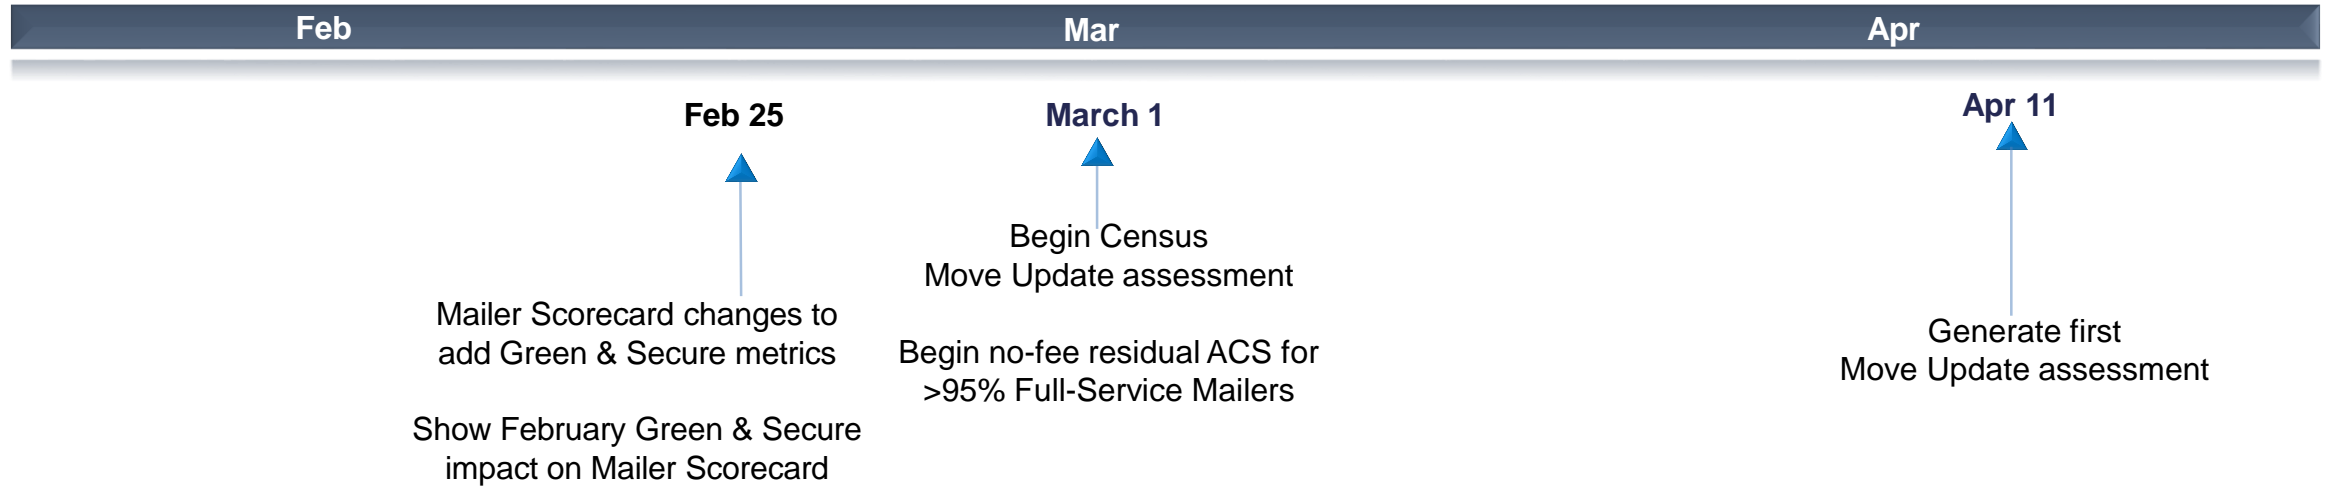 Feb
Mar
Apr
Feb 25
Mailer Scorecard changes to
add Green & Secure metrics
Show February Green & Secure
impact on Mailer Scorecard
March 1
Begin Census
Move Update assessment
Begin no-fee residual ACS for
>95% Full-Service Mailers
Apr 11
Generate first
Move Update assessment